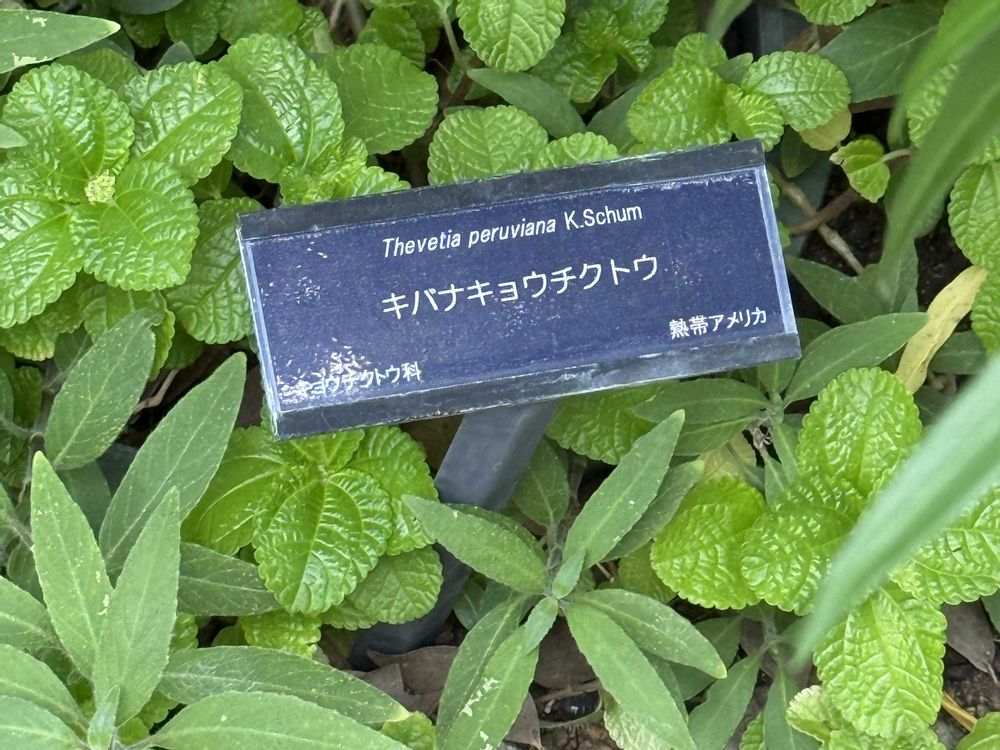 Thevetia peruviana K.Schum
キバナキョウチクトウ
熱帯アメリカ
キョウチクトウ科